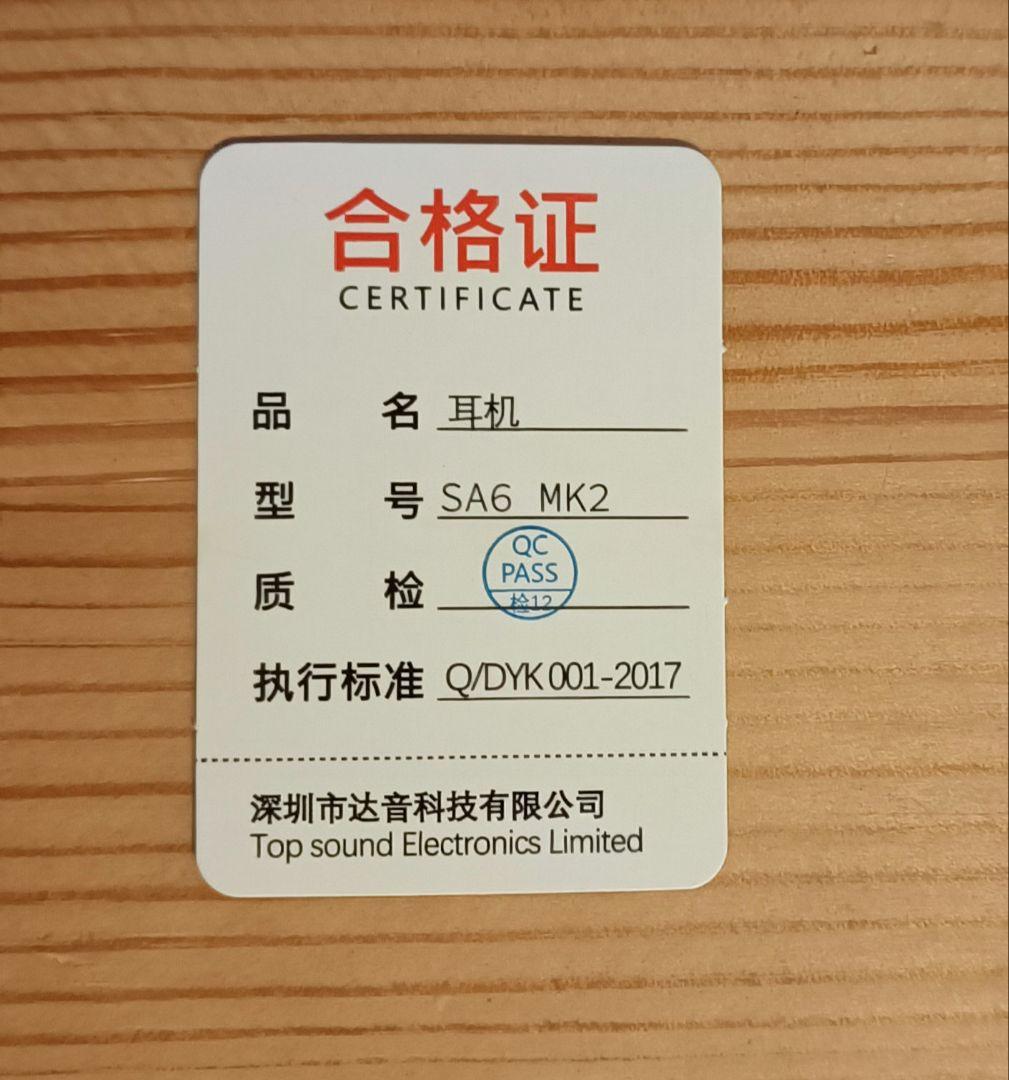 合格证
CERTIFICATE
品 名 耳机
型 号 SA6 MK2
QC
PASS
质 检 检12
执行标准 Q/DYK 001-2017
深圳市达音科技有限公司
Top sound Electronics Limited